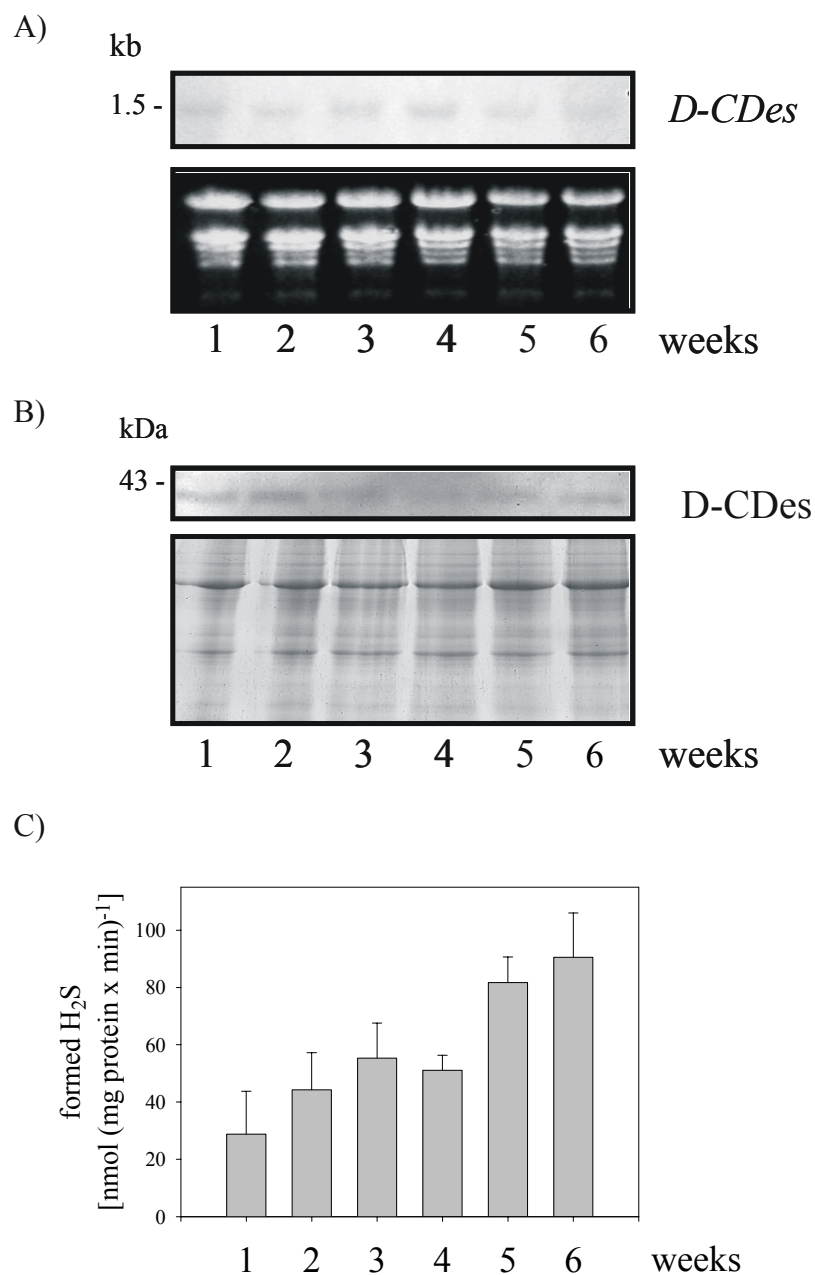 A)
kb
1.5 -
D-CDes
1 2 3 4 5 6 weeks
B)
kDa
43 -
D-CDes
1 2 3 4 5 6 weeks
C)
formed H₂S
[nmol (mg protein x min)⁻¹]
100
80
60
40
20
0
1 2 3 4 5 6 weeks